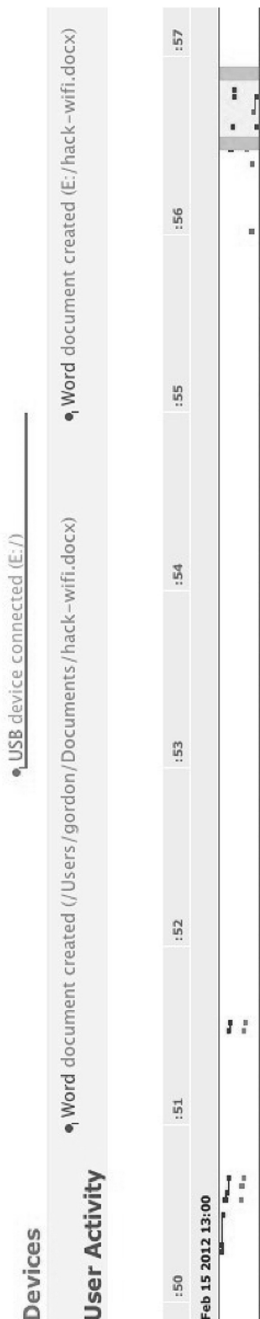 Devices
USB device connected (E:/)
User Activity
Word document created (/Users/gordon/Documents/hack-wifi.docx)
Word document created (E:/hack-wifi.docx)
:50 :51 :52 :53 :54 :55 :56 :57
Feb 15 2012 13:00